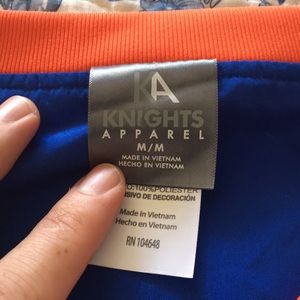 KA
KNIGHTS
APPAREL
M/M
MADE IN VIETNAM
HECHO EN VIETNAM
100%POLIESTER
DECORACIÓN
Made in Vietnam
Hecho en Vietnam
RN 104648